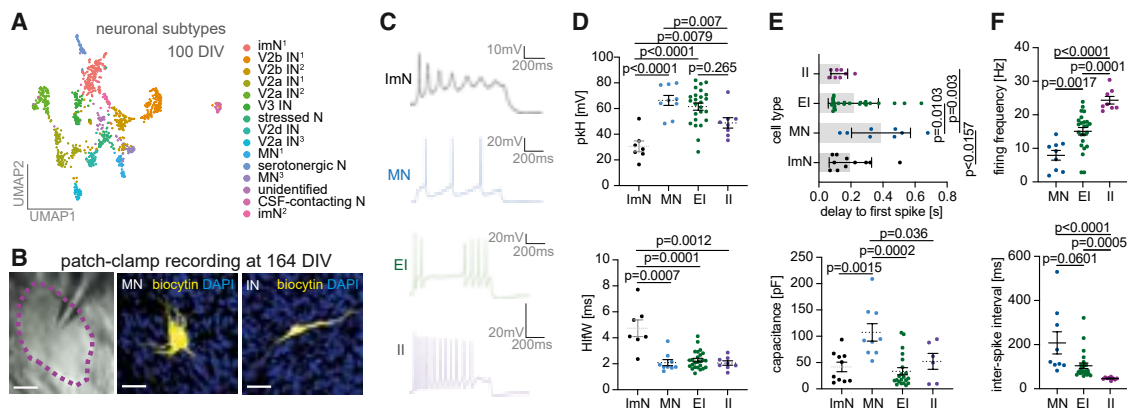 A
neuronal subtypes
100 DIV
imN¹
V2b IN¹
V2b IN²
V2a IN¹
V2a IN²
V3 IN
stressed N
V2d IN
V2a IN³
MN¹
serotonergic N
MN³
unidentified
CSF-contacting N
imN²
UMAP2
UMAP1
B
patch-clamp recording at 164 DIV
MN biocytin DAPI
IN biocytin DAPI
C
10mV
200ms
ImN
20mV
200ms
MN
20mV
200ms
EI
20mV
200ms
II
D
p=0.007
p=0.0079
p<0.0001
p<0.0001 p=0.265
pkH [mV]
100
80
60
40
20
0
ImN MN EI II
p=0.0012
p=0.0001
p=0.0007
HlfW [ms]
10
8
6
4
2
0
ImN MN EI II
E
II
EI
MN
ImN
cell type
p=0.0103
p=0.003
p<0.0157
0.0 0.2 0.4 0.6 0.8
delay to first spike [s]
p=0.036
p=0.0002
p=0.0015
capacitance [pF]
250
200
150
100
50
0
ImN MN EI II
F
p<0.0001
p=0.0001
p=0.0017
firing frequency [Hz]
40
30
20
10
0
MN EI II
p<0.0001
p=0.0005
p=0.0601
inter-spike interval [ms]
600
400
200
0
MN EI II